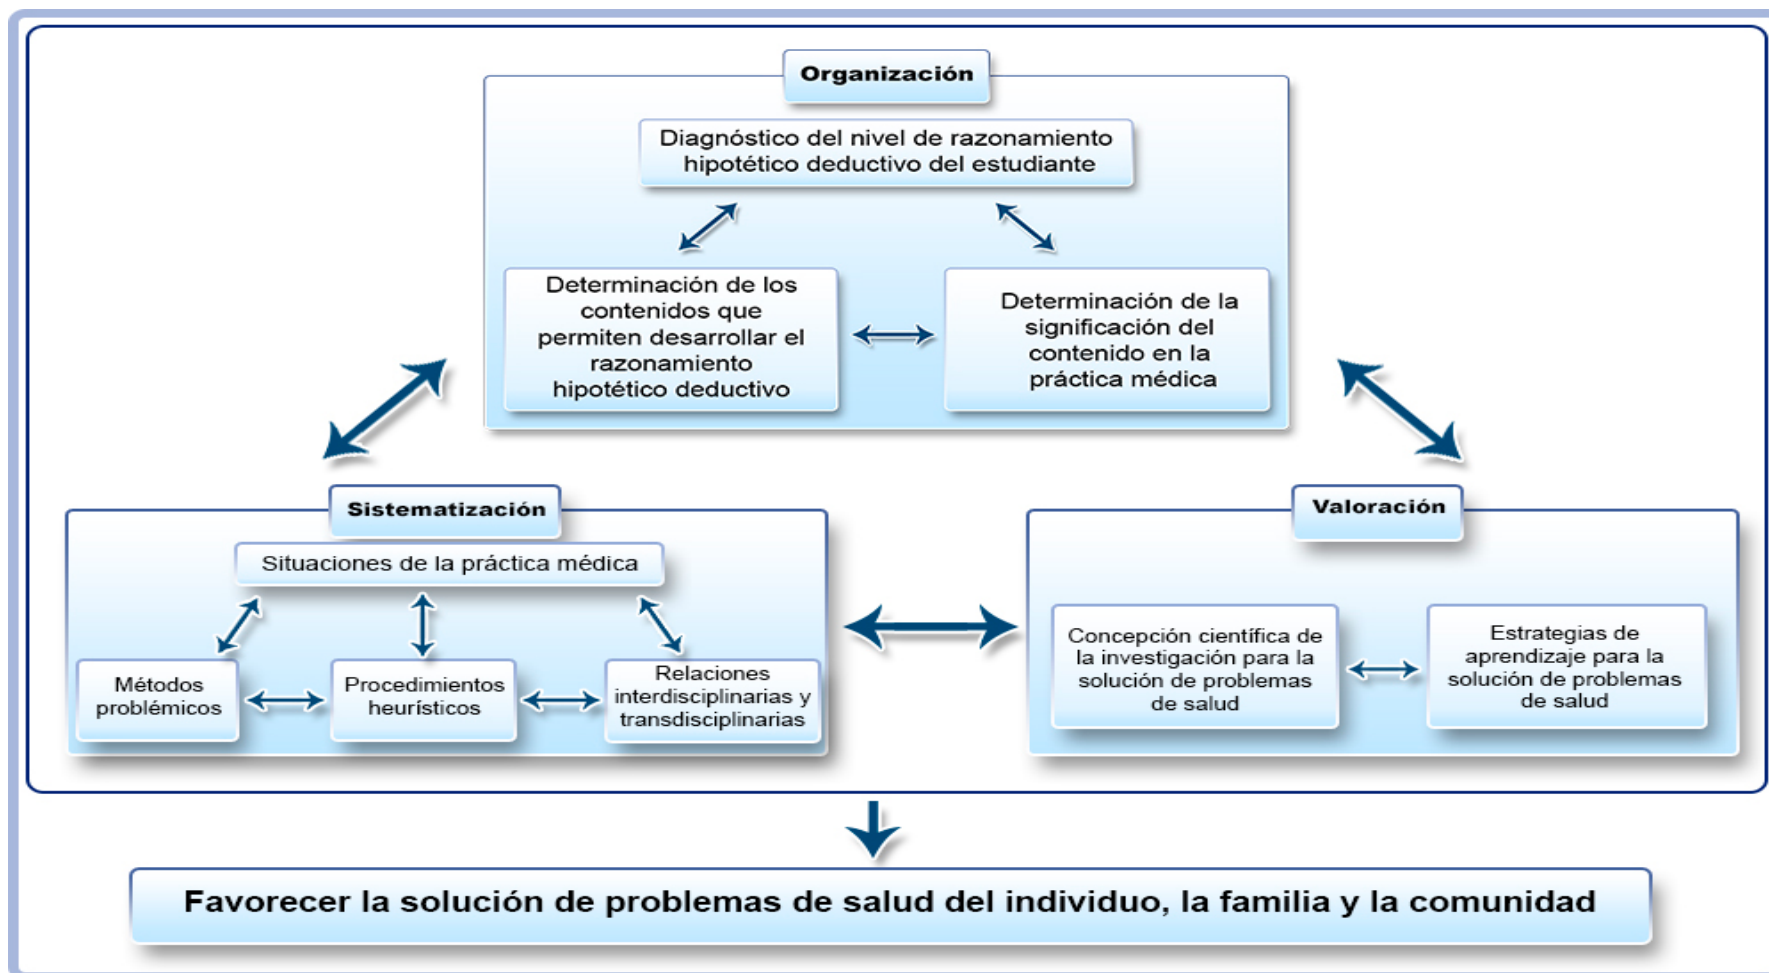 Organización
Diagnóstico del nivel de razonamiento
hipotético deductivo del estudiante
Determinación de los
contenidos que
permiten desarrollar el
razonamiento
hipotético deductivo
Determinación de la
significación del
contenido en la
práctica médica
Sistematización
Situaciones de la práctica médica
Métodos
problémicos
Procedimientos
heurísticos
Relaciones
interdisciplinarias y
transdisciplinarias
Valoración
Concepción científica de
la investigación para la
solución de problemas
de salud
Estrategias de
aprendizaje para la
solución de problemas
de salud
Favorecer la solución de problemas de salud del individuo, la familia y la comunidad